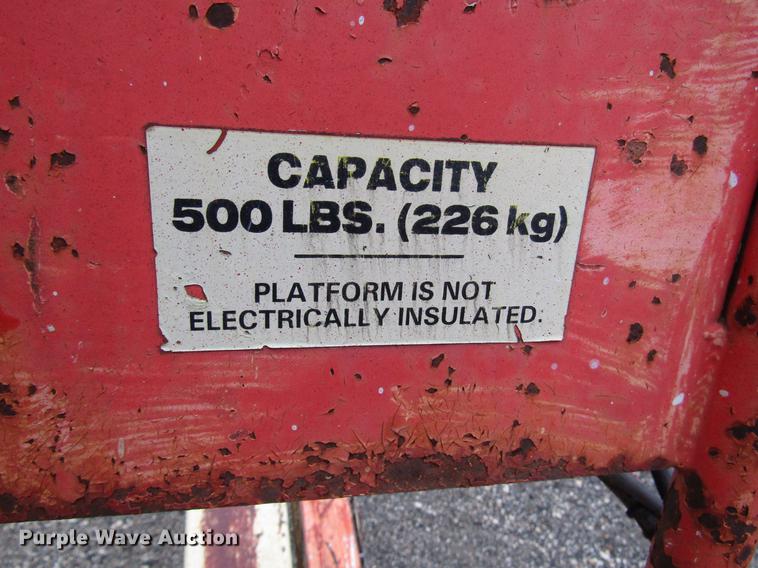 CAPACITY
500 LBS. (226 kg)
PLATFORM IS NOT
ELECTRICALLY INSULATED.
Purple Wave Auction